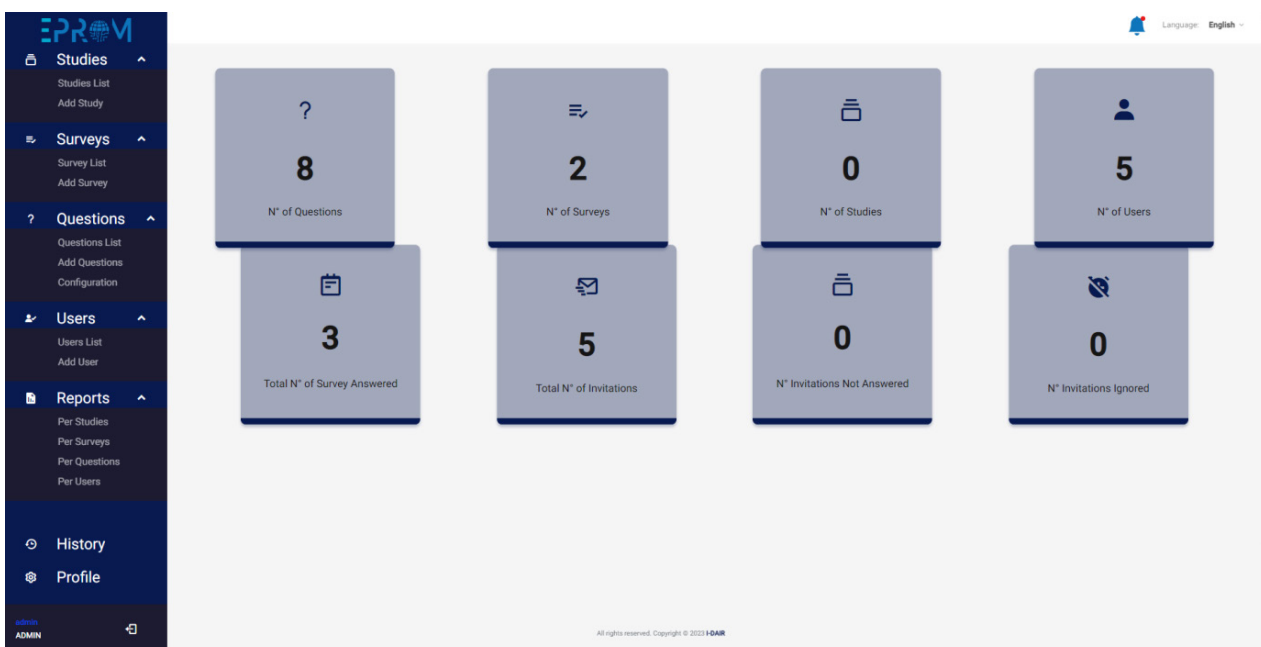 EPROM
Language: English
Studies
Studies List
Add Study
Surveys
Survey List
Add Survey
? Questions
Questions List
Add Questions
Configuration
Users
Users List
Add User
Reports
Per Studies
Per Surveys
Per Questions
Per Users
History
Profile
admin
ADMIN
?
8
N° of Questions
2
N° of Surveys
0
N° of Studies
5
N° of Users
3
Total N° of Survey Answered
5
Total N° of Invitations
0
N° Invitations Not Answered
0
N° Invitations Ignored
All rights reserved. Copyright © 2023 I-DAIR